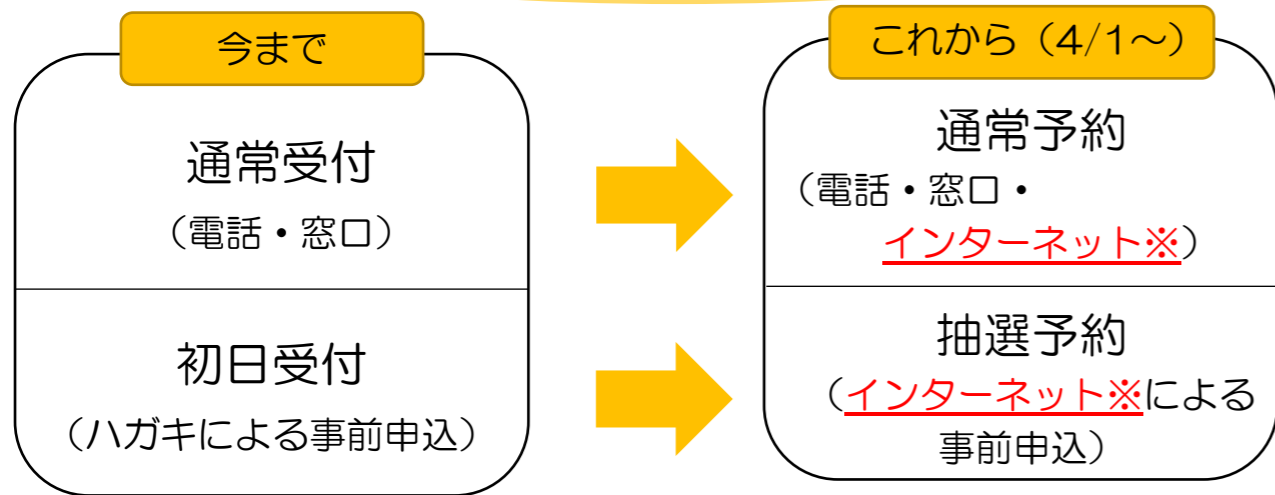 今まで
通常受付
（電話・窓口）
初日受付
（ハガキによる事前申込）
これから（4/1～）
通常予約
（電話・窓口・
インターネット※）
抽選予約
（インターネット※による
事前申込）